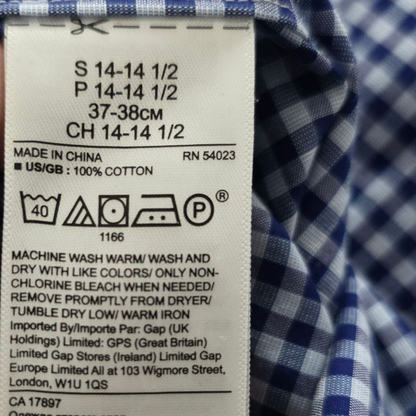 S 14-14 1/2
P 14-14 1/2
37-38CM
CH 14-14 1/2
MADE IN CHINA RN 54023
■ US/GB : 100% COTTON
40 P ®
1166
MACHINE WASH WARM/ WASH AND
DRY WITH LIKE COLORS/ ONLY NON-
CHLORINE BLEACH WHEN NEEDED/
REMOVE PROMPTLY FROM DRYER/
TUMBLE DRY LOW/ WARM IRON
Imported By/Importe Par: Gap (UK
Holdings) Limited: GPS (Great Britain)
Limited Gap Stores (Ireland) Limited Gap
Europe Limited All at 103 Wigmore Street,
London, W1U 1QS
CA 17897